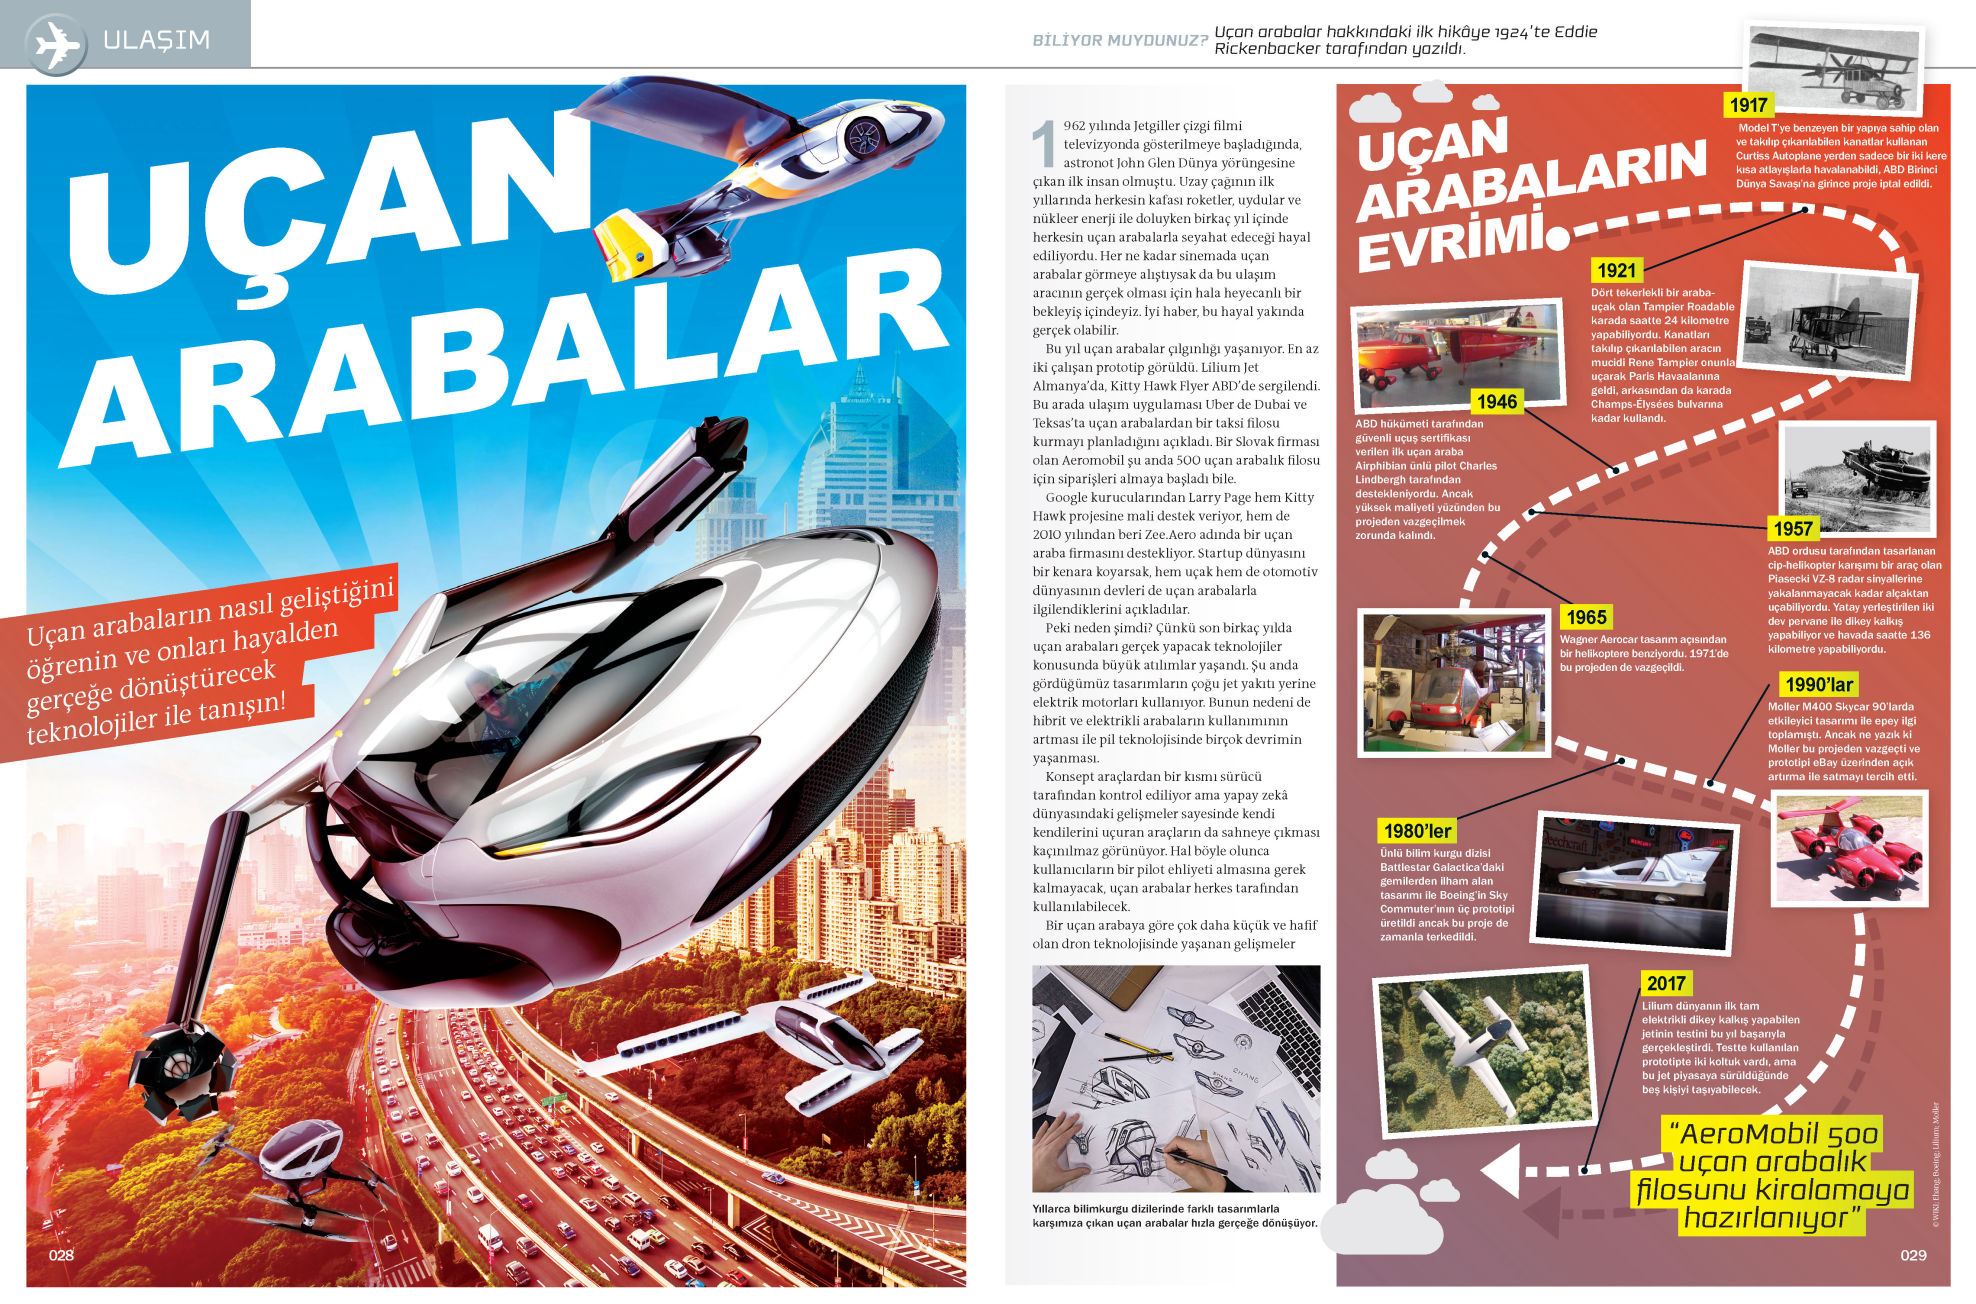 ULAŞIM
BİLİYOR MUYDUNUZ? Uçan arabalar hakkındaki ilk hikâye 1924'te Eddie
Rickenbacker tarafından yazıldı.
UÇAN
ARABALAR
Uçan arabaların nasıl geliştiğini
öğrenin ve onları hayalden
gerçeğe dönüştürecek
teknolojiler ile tanışın!
028
1962 yılında Jetgiller çizgi filmi
televizyonda gösterilmeye başladığında,
astronot John Glen Dünya yörüngesine
çıkan ilk insan olmuştu. Uzay çağının ilk
yıllarında herkesin kafası roketler, uydular ve
nükleer enerji ile doluyken birkaç yıl içinde
herkesin uçan arabalarla seyahat edeceği hayal
ediliyordu. Her ne kadar sinemada uçan
arabalar görmeye alıştıysak da bu ulaşım
aracının gerçek olması için hala heyecanlı bir
bekleyiş içindeyiz. İyi haber, bu hayal yakında
gerçek olabilir.
Bu yıl uçan arabalar çılgınlığı yaşanıyor. En az
iki çalışan prototip görüldü. Lilium Jet
Almanya'da, Kitty Hawk Flyer ABD'de sergilendi.
Bu arada ulaşım uygulaması Uber de Dubai ve
Teksas'ta uçan arabalardan bir taksi filosu
kurmayı planladığını açıkladı. Bir Slovak firması
olan Aeromobil şu anda 500 uçan arabalık filosu
için siparişleri almaya başladı bile.
Google kurucularından Larry Page hem Kitty
Hawk projesine mali destek veriyor, hem de
2010 yılından beri Zee.Aero adında bir uçan
araba firmasını destekliyor. Startup dünyasını
bir kenara koyarsak, hem uçak hem de otomotiv
dünyasının devleri de uçan arabalarla
ilgilendiklerini açıkladılar.
Peki neden şimdi? Çünkü son birkaç yılda
uçan arabaları gerçek yapacak teknolojiler
konusunda büyük atılımlar yaşandı. Şu anda
gördüğümüz tasarımların çoğu jet yakıtı yerine
elektrik motorları kullanıyor. Bunun nedeni de
hibrit ve elektrikli arabaların kullanımının
artması ile pil teknolojisinde birçok devrimin
yaşanması.
Konsept araçlardan bir kısmı sürücü
tarafından kontrol ediliyor ama yapay zekâ
dünyasındaki gelişmeler sayesinde kendi
kendilerini uçuran araçların da sahneye çıkması
kaçınılmaz görünüyor. Hal böyle olunca
kullanıcıların bir pilot ehliyeti almasına gerek
kalmayacak, uçan arabalar herkes tarafından
kullanılabilecek.
Bir uçan arabaya göre çok daha küçük ve hafif
olan dron teknolojisinde yaşanan gelişmeler
EHANG
Yıllarca bilimkurgu dizilerinde farklı tasarımlarla
karşımıza çıkan uçan arabalar hızla gerçeğe dönüşüyor.
UÇAN
ARABALARIN
EVRİMİ
1917
Model T'ye benzeyen bir yapıya sahip olan
ve takılıp çıkarılabilen kanatlar kullanan
Curtiss Autoplane yerden sadece bir iki kere
kısa atlayışlarla havalanabildi, ABD Birinci
Dünya Savaşı'na girince proje iptal edildi.
1921
Dört tekerlekli bir araba-
uçak olan Tampier Roadable
karada saatte 24 kilometre
yapabiliyordu. Kanatları
takılıp çıkarılabilen aracın
mucidi Rene Tampier onunla
uçarak Paris Havaalanına
geldi, arkasından da karada
Champs-Élysées bulvarına
kadar kullandı.
1946
ABD hükümeti tarafından
güvenli uçuş sertifikası
verilen ilk uçan araba
Airphibian ünlü pilot Charles
Lindbergh tarafından
destekleniyordu. Ancak
yüksek maliyeti yüzünden bu
projeden vazgeçilmek
zorunda kalındı.
1957
ABD ordusu tarafından tasarlanan
cip-helikopter karışımı bir araç olan
Piasecki VZ-8 radar sinyallerine
yakalanmayacak kadar alçaktan
uçabiliyordu. Yatay yerleştirilen iki
dev pervane ile dikey kalkış
yapabiliyor ve havada saatte 136
kilometre yapabiliyordu.
1965
Wagner Aerocar tasarım açısından
bir helikoptere benziyordu. 1971'de
bu projeden de vazgeçildi.
1990'lar
Moller M400 Skycar 90'larda
etkileyici tasarımı ile epey ilgi
toplamıştı. Ancak ne yazık ki
Moller bu projeden vazgeçti ve
prototipi eBay üzerinden açık
artırma ile satmayı tercih etti.
1980'ler
Ünlü bilim kurgu dizisi
Battlestar Galactica'daki
gemilerden ilham alan
tasarımı ile Boeing'in Sky
Commuter'ının üç prototipi
üretildi ancak bu proje de
zamanla terkedildi.
Beechcraft
2017
Lilium dünyanın ilk tam
elektrikli dikey kalkış yapabilen
jetinin testini bu yıl başarıyla
gerçekleştirdi. Testte kullanılan
prototipte iki koltuk vardı, ama
bu jet piyasaya sürüldüğünde
beş kişiyi taşıyabilecek.
"AeroMobil 500
uçan arabalık
filosunu kiralamaya
hazırlanıyor"
© WIKI; Ehang; Boeing; Lilium; Moller
029